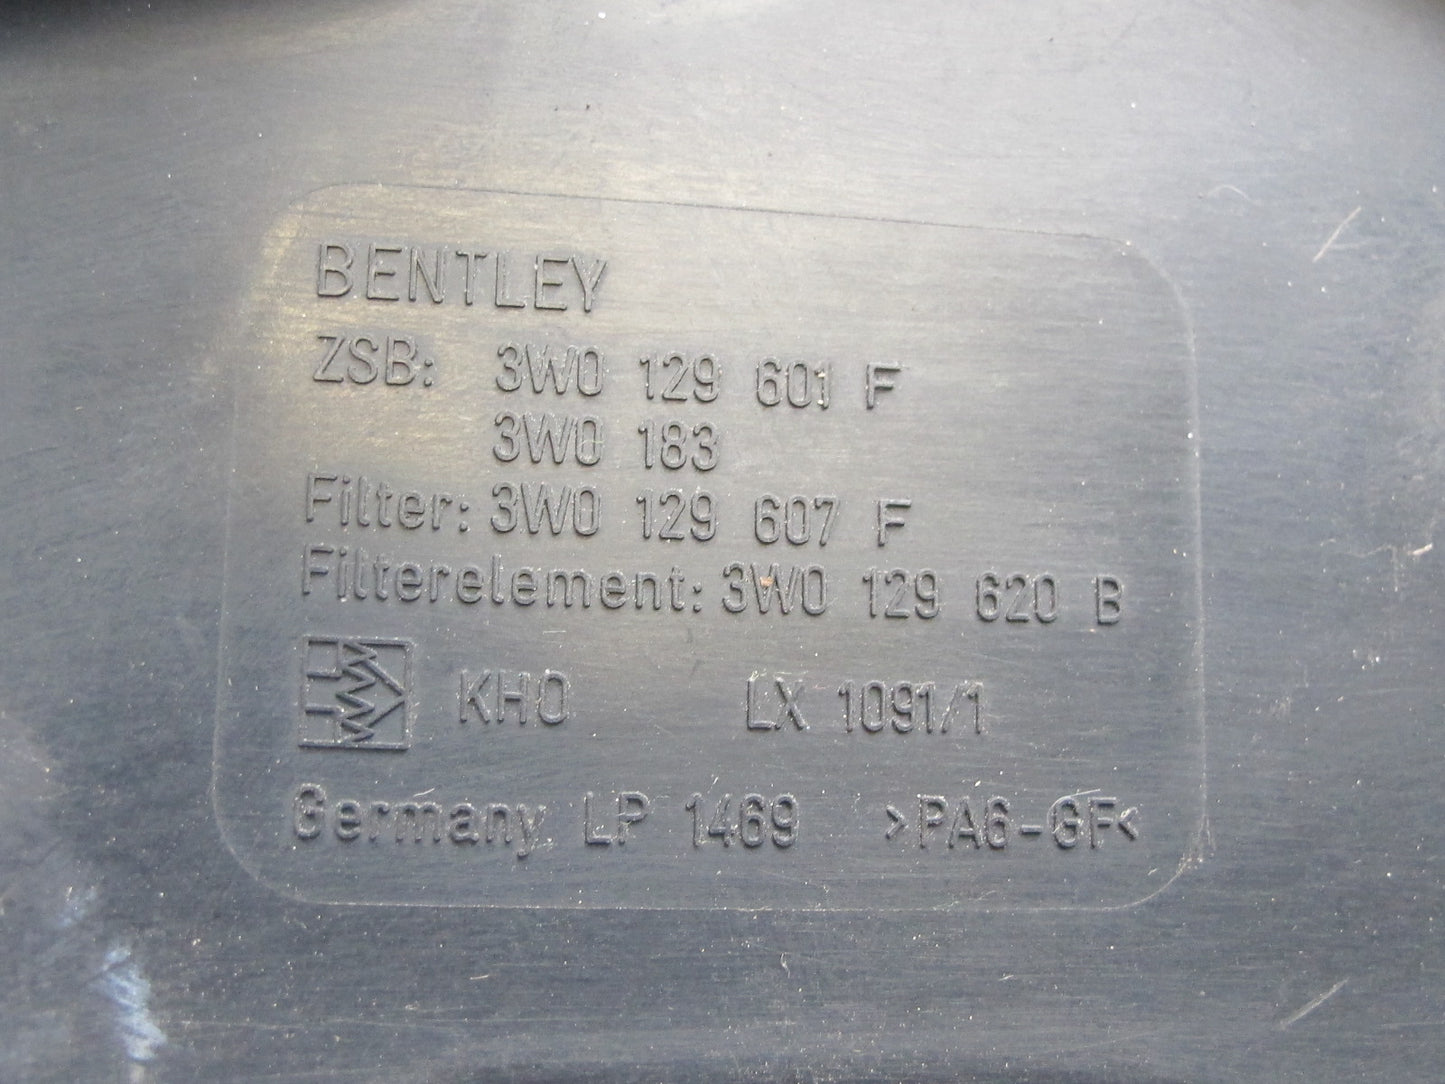 BENTLEY
ZSB: 3W0 129 601 F
3W0 183
Filter: 3W0 129 607 F
Filterelement: 3W0 129 620 B
KHO LX 1091/1
Germany LP 1469 >PA6-GF<